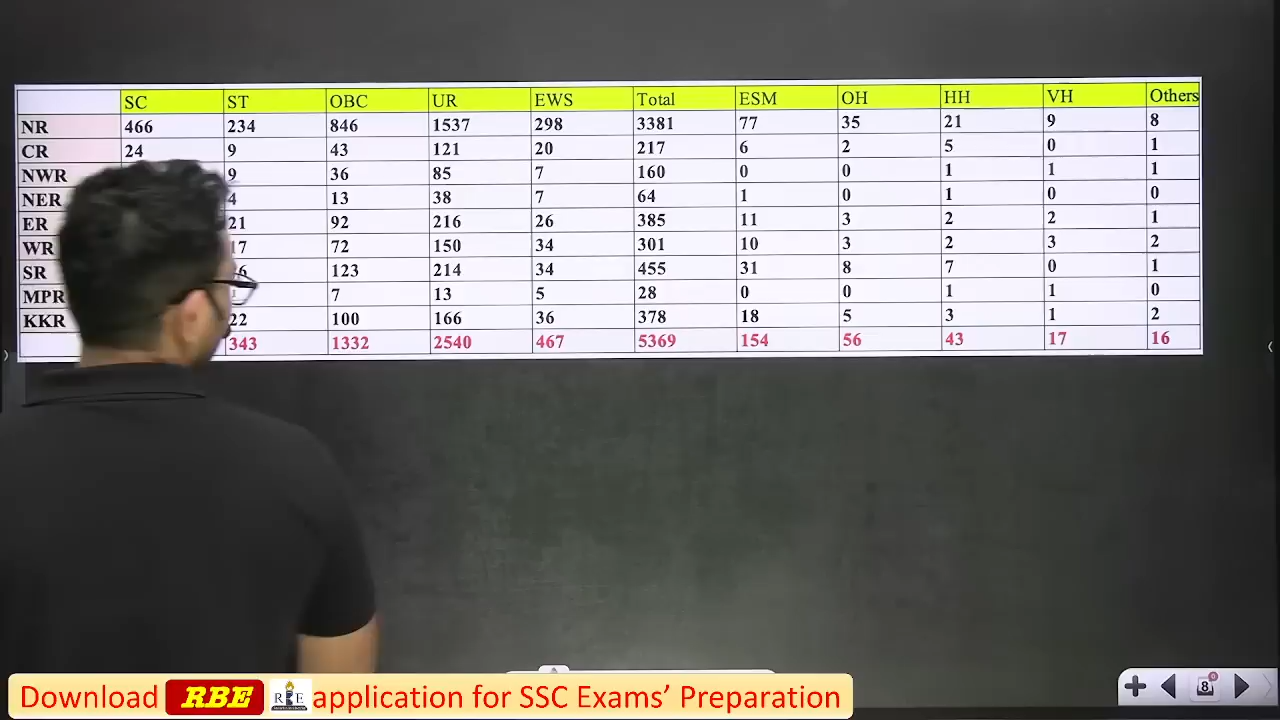 SC ST OBC UR EWS Total ESM OH HH VH Others
NR 466 234 846 1537 298 3381 77 35 21 9 8
CR 24 9 43 121 20 217 6 2 5 0 1
NWR 9 36 85 7 160 0 0 1 1 1
NER 4 13 38 7 64 1 0 1 0 0
ER 21 92 216 26 385 11 3 2 2 1
WR 17 72 150 34 301 10 3 2 3 2
SR 123 214 34 455 31 8 7 0 1
MPR 7 13 5 28 0 0 1 1 0
KKR 22 100 166 36 378 18 5 3 1 2
343 1332 2540 467 5369 154 56 43 17 16
Download RBE RBE application for SSC Exams' Preparation
8